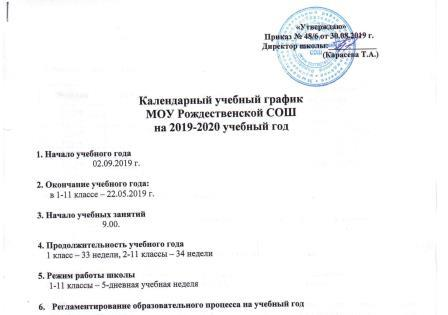 «Утверждаю»
Приказ № 48/6 от 30.08.2019 г.
Директор школы:
(Карасева Т.А.)
СОШ
Календарный учебный график
МОУ Рождественской СОШ
на 2019-2020 учебный год
1. Начало учебного года
02.09.2019 г.
2. Окончание учебного года:
в 1-11 классе – 22.05.2019 г.
3. Начало учебных занятий
9.00.
4. Продолжительность учебного года
1 класс – 33 недели, 2-11 классы – 34 недели
5. Режим работы школы
1-11 классы – 5-дневная учебная неделя
6. Регламентирование образовательного процесса на учебный год